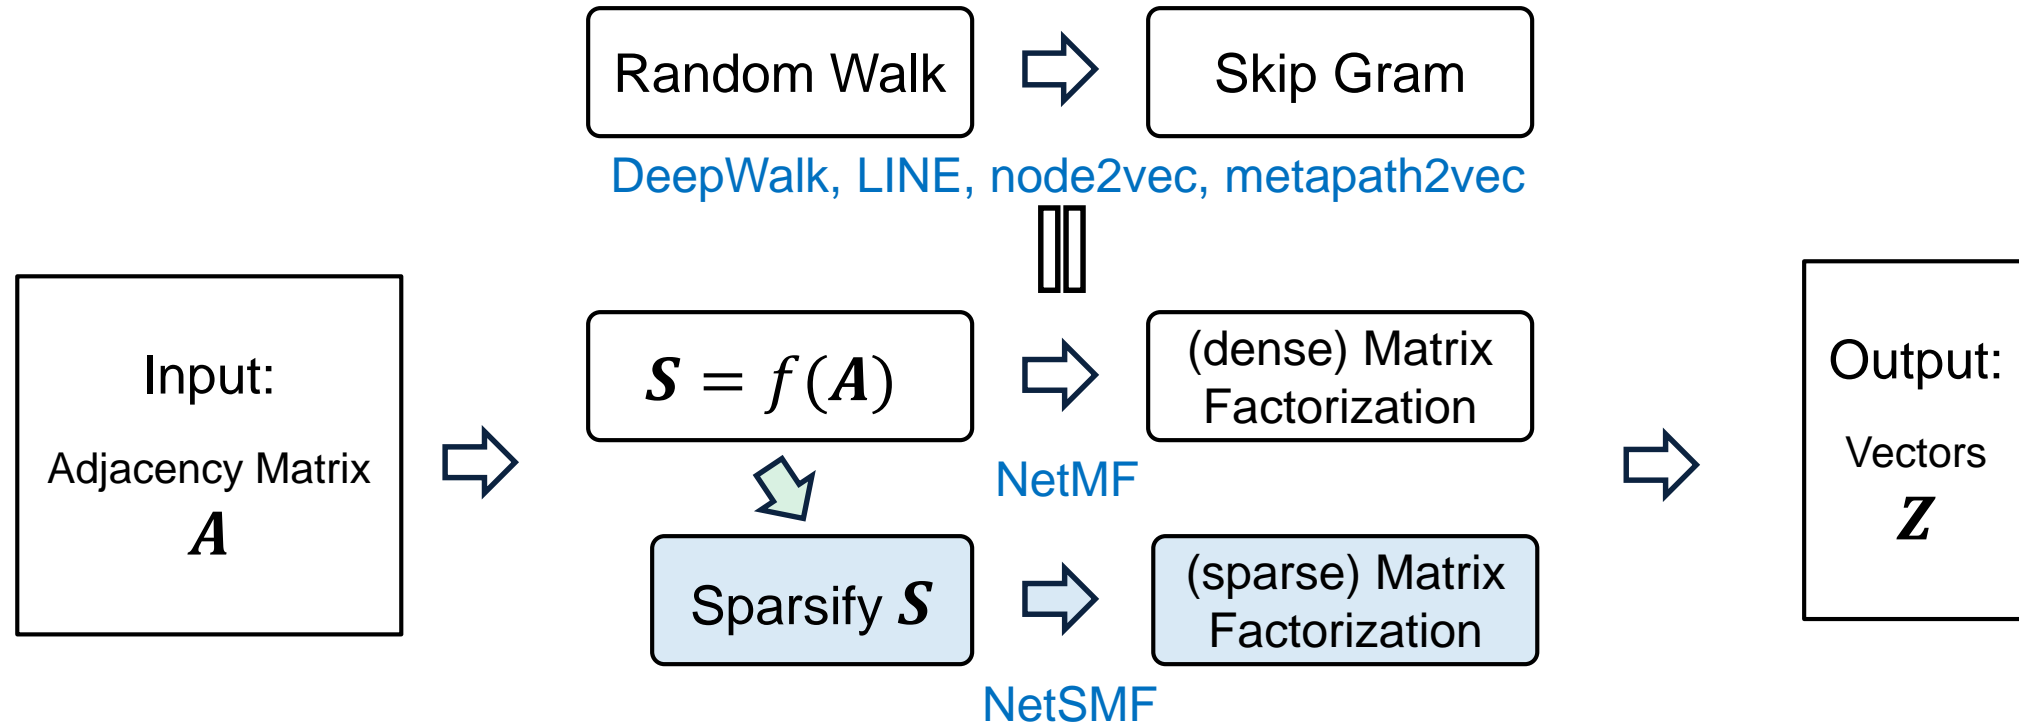 Random Walk
Skip Gram
DeepWalk, LINE, node2vec, metapath2vec
Input:
Adjacency Matrix
A
S = f(A)
(dense) Matrix
Factorization
NetMF
Sparsify S
(sparse) Matrix
Factorization
NetSMF
Output:
Vectors
Z